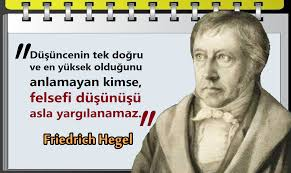 "Düşüncenin tek doğru
ve en yüksek olduğunu
anlamayan kimse,
felsefi düşünüşü
asla yargılanamaz."
Friedrich Hegel